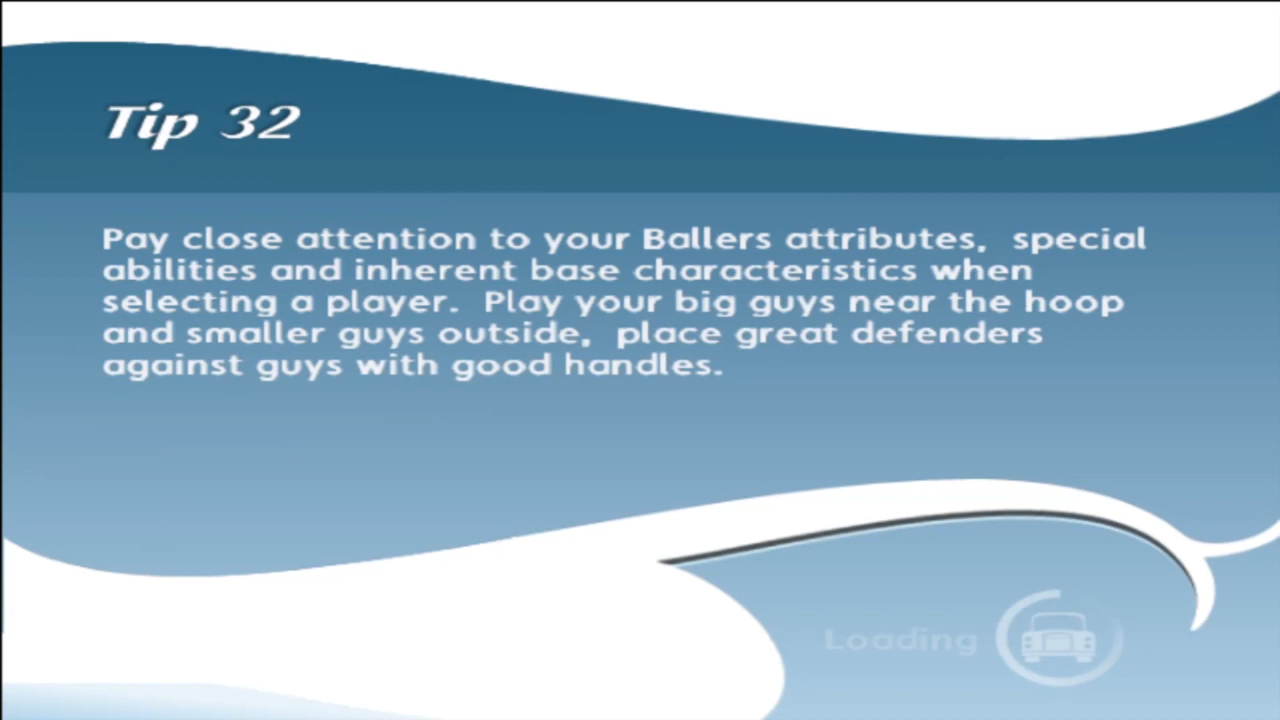 Tip 32
Pay close attention to your Ballers attributes,  special
abilities and inherent base characteristics when
selecting a player.  Play your big guys near the hoop
and smaller guys outside,  place great defenders
against guys with good handles.
Loading